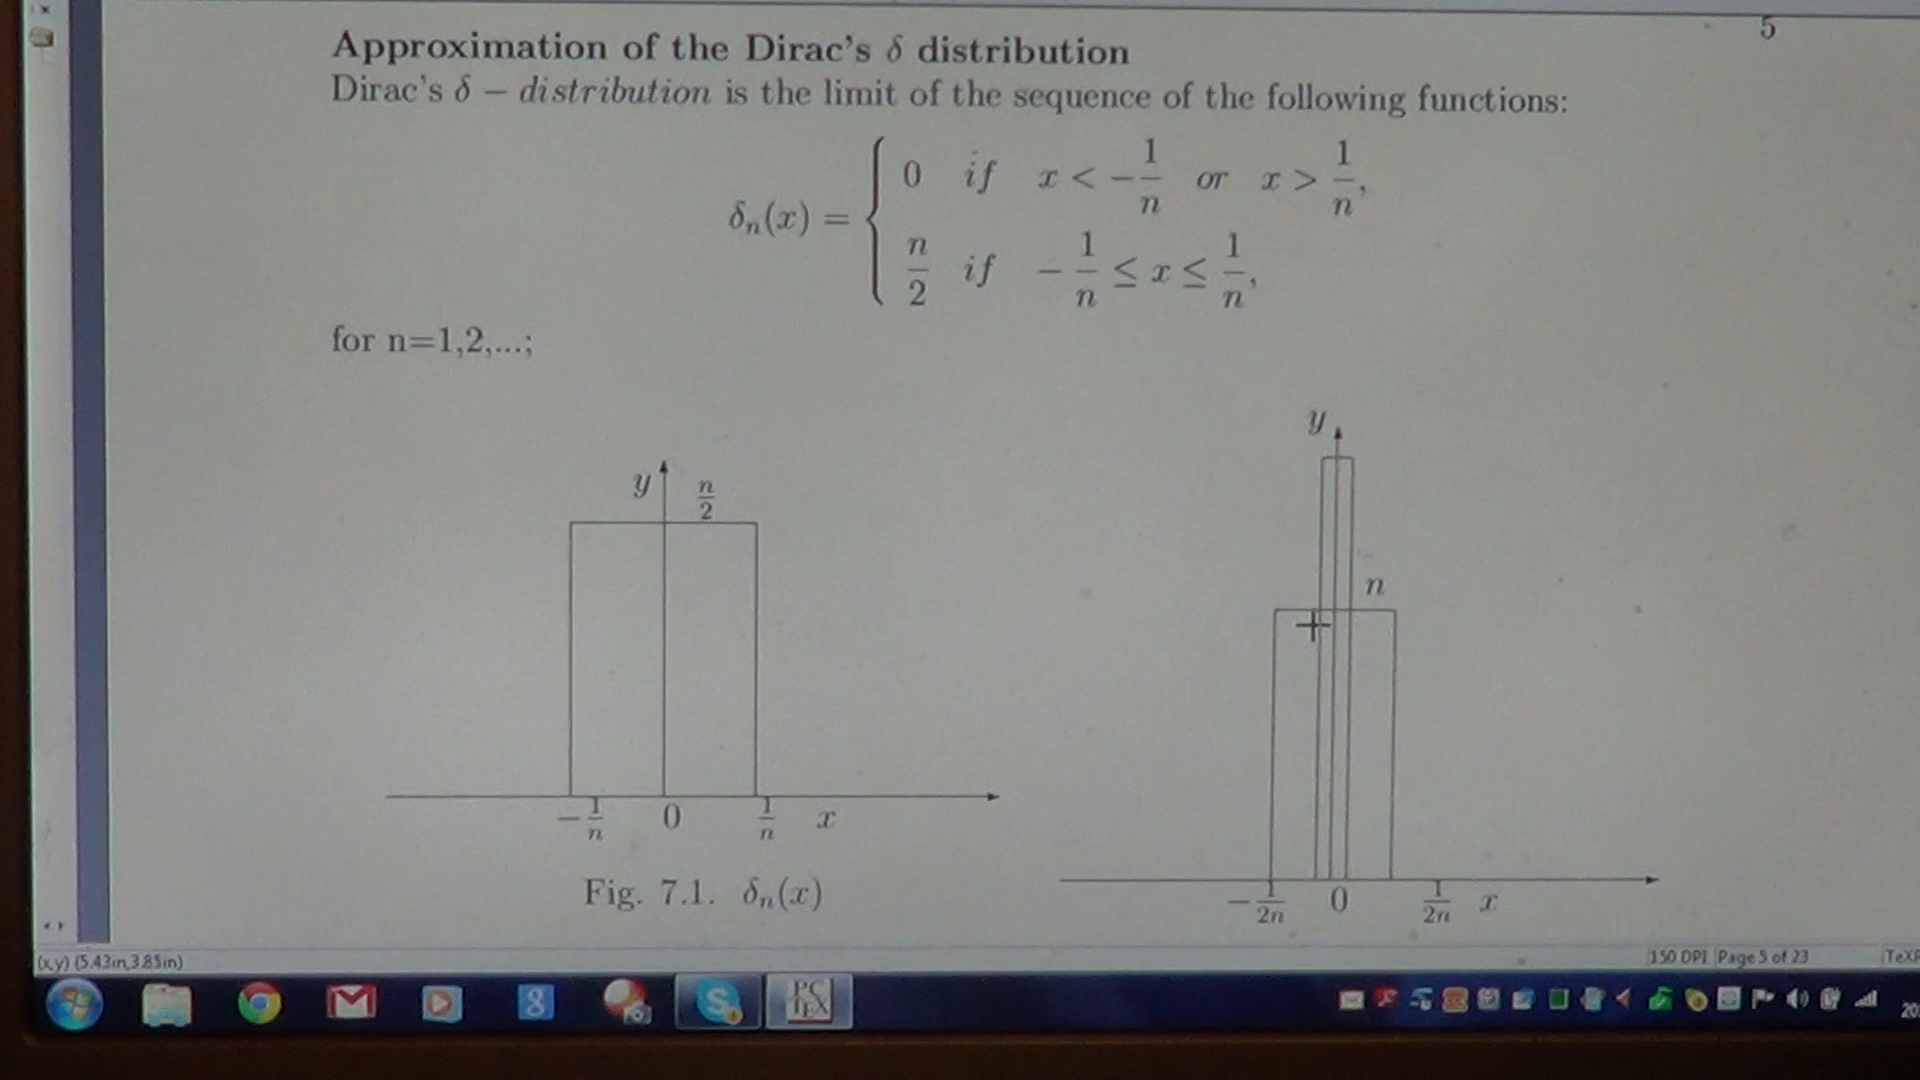 5
Approximation of the Dirac's δ distribution
Dirac's δ – distribution is the limit of the sequence of the following functions:
δn(x) = { 0 if x < −1/n or x > 1/n,
n/2 if −1/n ≤ x ≤ 1/n,
for n=1,2,...;
y n/2
−1/n 0 1/n x
Fig. 7.1. δn(x)
y
n
−1/2n 0 1/2n x
(x,y) (5.43in,3.85in)
150 DPI Page 5 of 23
PC TEX